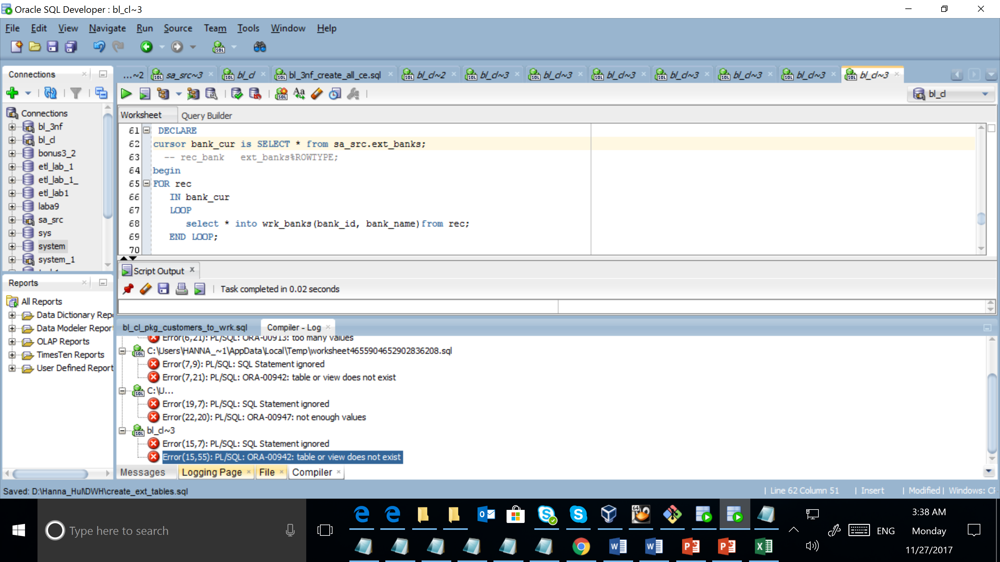 Oracle SQL Developer : bl_cl~3
File Edit View Navigate Run Source Team Tools Window Help
Connections
...~2 sa_src~3 bl_cl bl_3nf_create_all_ce.sql bl_cl~2 bl_cl~3 bl_cl~3 bl_cl~3 bl_cl~3 bl_cl~3 bl_cl~3 bl_cl~3
bl_cl
Connections
bl_3nf
bl_cl
bonus3_2
etl_lab_1
etl_lab_1_
etl_lab1
laba9
sa_src
sys
system
system_1
Worksheet Query Builder
61 DECLARE
62 cursor bank_cur is SELECT * from sa_src.ext_banks;
63 -- rec_bank ext_banks%ROWTYPE;
64 begin
65 FOR rec
66 IN bank_cur
67 LOOP
68 select * into wrk_banks(bank_id, bank_name)from rec;
69 END LOOP;
70
Script Output
Task completed in 0.02 seconds
Reports
All Reports
Data Dictionary Rep
Data Modeler Report
OLAP Reports
TimesTen Reports
User Defined Report
bl_cl_pkg_customers_to_wrk.sql Compiler - Log
Error(6,21): PL/SQL: ORA-00913: too many values
C:\Users\HANNA_~1\AppData\Local\Temp\worksheet4655904652902836208.sql
Error(7,9): PL/SQL: SQL Statement ignored
Error(7,21): PL/SQL: ORA-00942: table or view does not exist
C:\U...
Error(19,7): PL/SQL: SQL Statement ignored
Error(22,20): PL/SQL: ORA-00947: not enough values
bl_cl~3
Error(15,7): PL/SQL: SQL Statement ignored
Error(15,55): PL/SQL: ORA-00942: table or view does not exist
Messages Logging Page File Compiler
Saved: D:\Hanna_Hul\DWH\create_ext_tables.sql
Line 62 Column 51 | Insert | Modified | Windows:
Type here to search
ENG
3:38 AM
Monday
11/27/2017